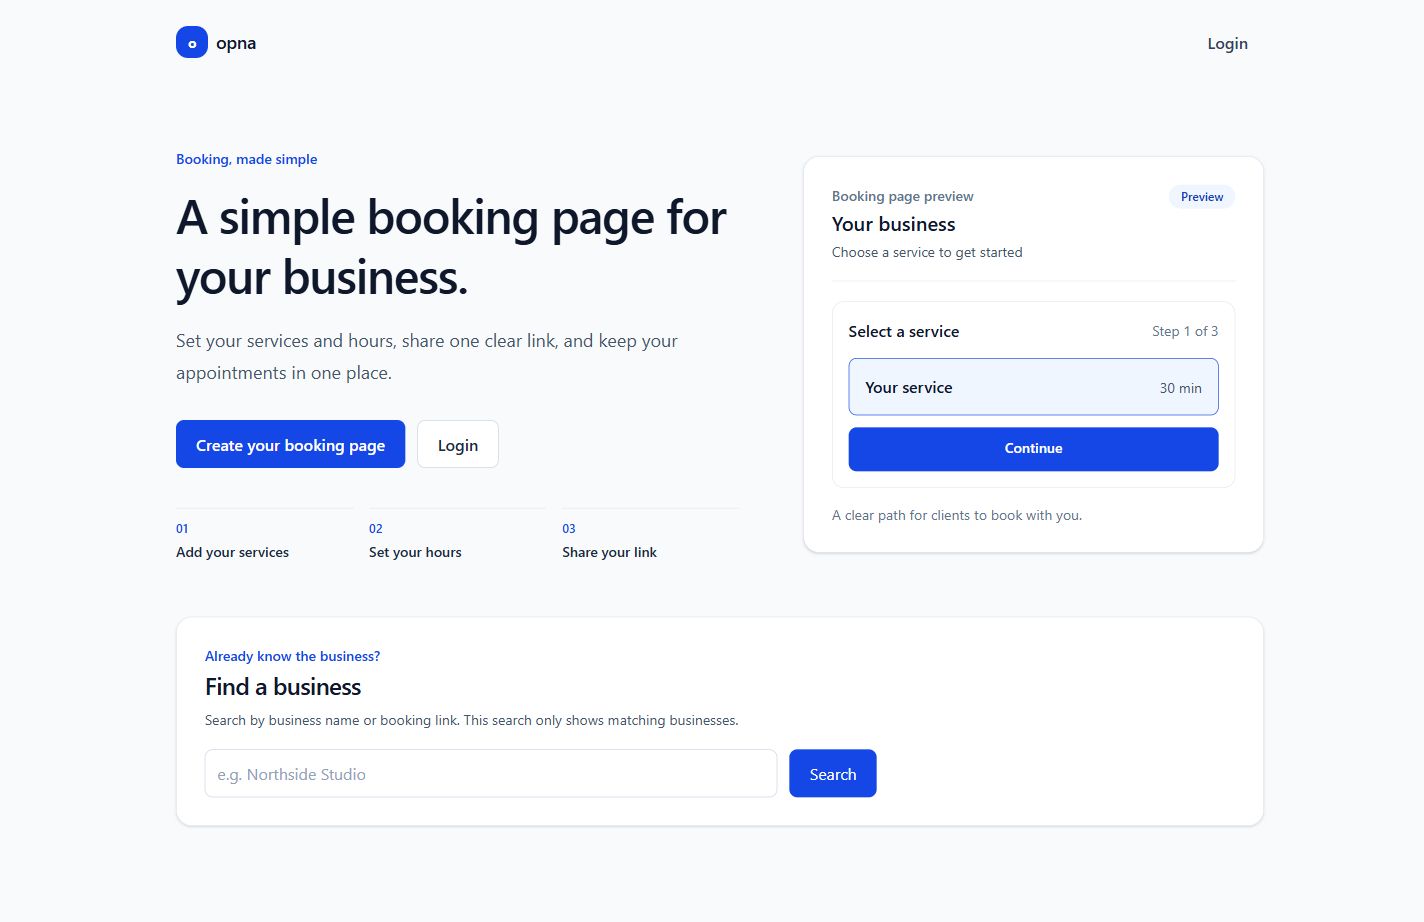 o
opna
Login
Booking, made simple
A simple booking page for
your business.
Set your services and hours, share one clear link, and keep your
appointments in one place.
Create your booking page
Login
01
Add your services
02
Set your hours
03
Share your link
Booking page preview
Preview
Your business
Choose a service to get started
Select a service
Step 1 of 3
Your service
30 min
Continue
A clear path for clients to book with you.
Already know the business?
Find a business
Search by business name or booking link. This search only shows matching businesses.
e.g. Northside Studio
Search